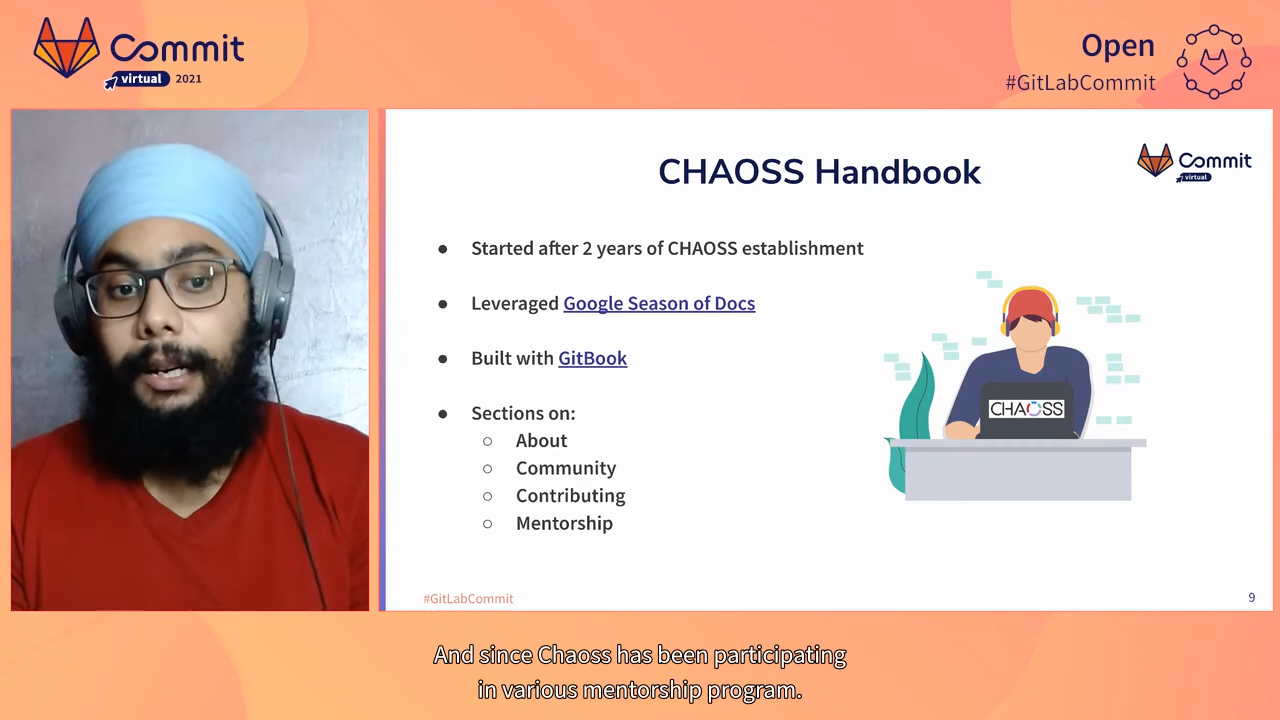 Commit
virtual 2021
Open
#GitLabCommit
CHAOSS Handbook
Commit
virtual
● Started after 2 years of CHAOSS establishment
● Leveraged Google Season of Docs
● Built with GitBook
● Sections on:
○ About
○ Community
○ Contributing
○ Mentorship
CHAOSS
#GitLabCommit
9
And since Chaoss has been participating
in various mentorship program.